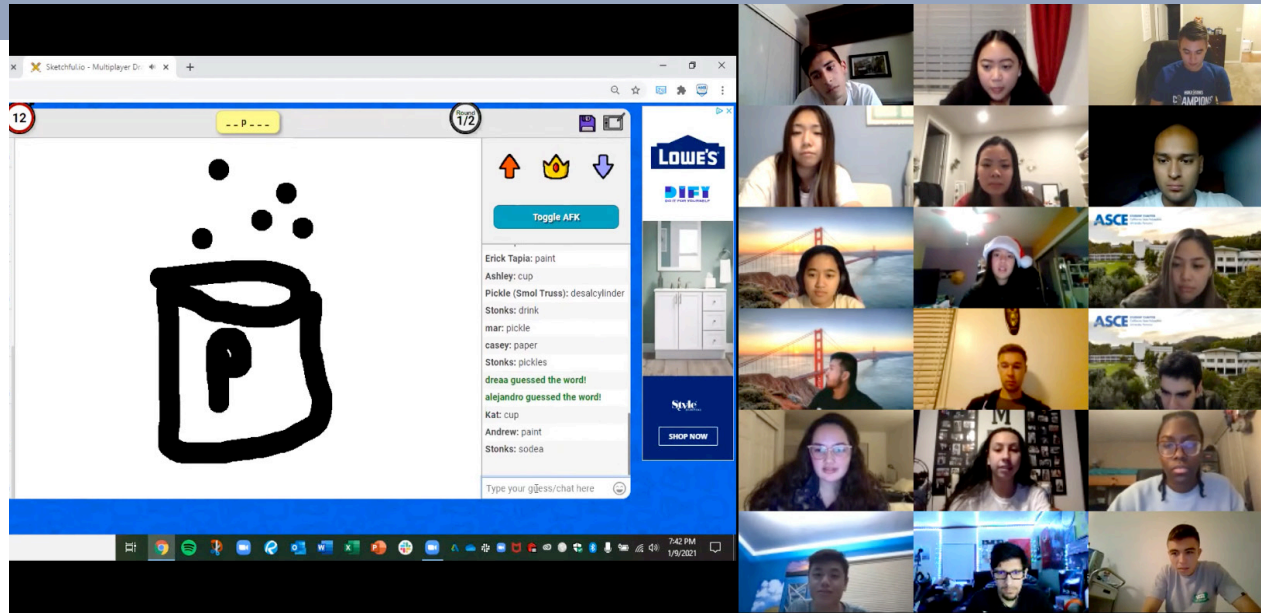 Sketchful.io - Multiplayer Dr
12
_ _ p _ _ _
Round
1/2
Toggle AFK
Erick Tapia: paint
Ashley: cup
Pickle (Smol Truss): desalcylinder
Stonks: drink
mar: pickle
casey: paper
Stonks: pickles
dreaa guessed the word!
alejandro guessed the word!
Kat: cup
Andrew: paint
Stonks: sodea
Type your guess/chat here
P
LOWE'S
DIFY
DO IT FOR YOURSELF
Style
SHOP NOW
7:42 PM
1/9/2021
CHAMPIONS
ASCE
ASCE
M